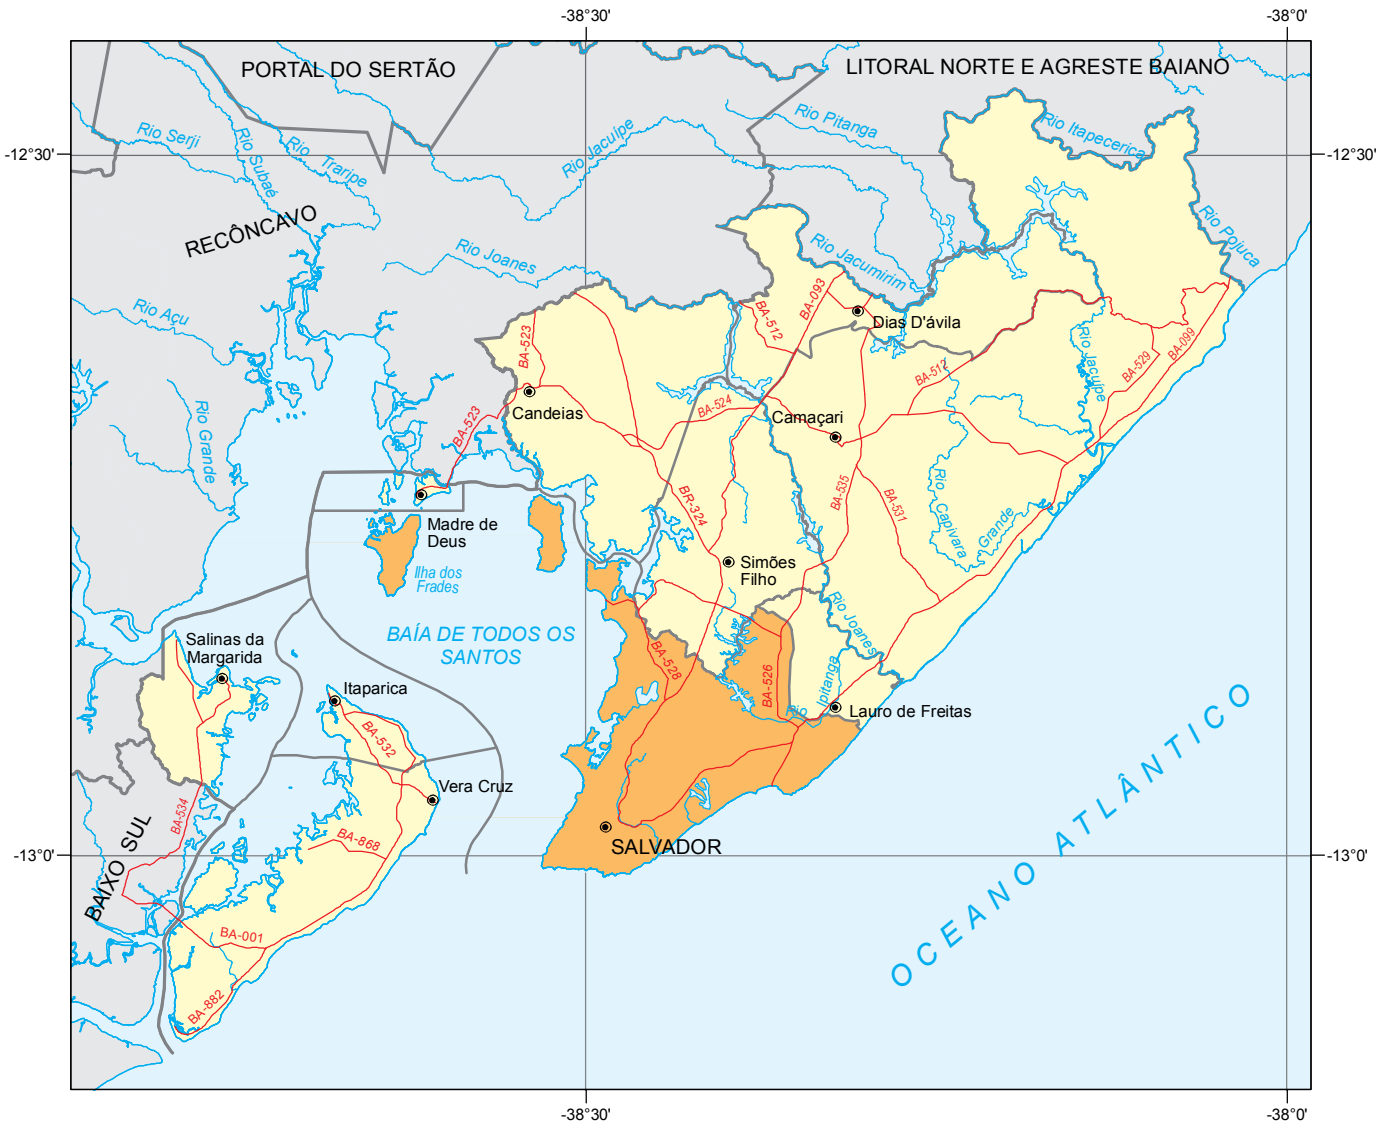 -38°30'
-38°0'
PORTAL DO SERTÃO
LITORAL NORTE E AGRESTE BAIANO
Rio Serji
Rio Subaé
Rio Traripe
Rio Jacuípe
Rio Pitanga
Rio Itapecerica
-12°30'
-12°30'
RECÔNCAVO
Rio Joanes
Rio Jacumirim
Rio Pojuca
Rio Açu
BA-523
BA-512
BA-093
Dias D'ávila
Rio Jacuípe
BA-529
BA-099
BA-512
Candeias
BA-524
Camaçari
BA-523
Rio Grande
BR-324
BA-535
BA-531
Rio Capivara
Grande
Madre de
Deus
Ilha dos
Frades
Simões
Filho
BAÍA DE TODOS OS
SANTOS
Rio Joanes
Salinas da
Margarida
Itaparica
BA-528
BA-526
Rio
Ipitanga
Lauro de Freitas
BA-532
Vera Cruz
BA-534
BAIXO SUL
BA-868
SALVADOR
OCEANO ATLÂNTICO
-13°0'
-13°0'
BA-001
BA-882
-38°30'
-38°0'